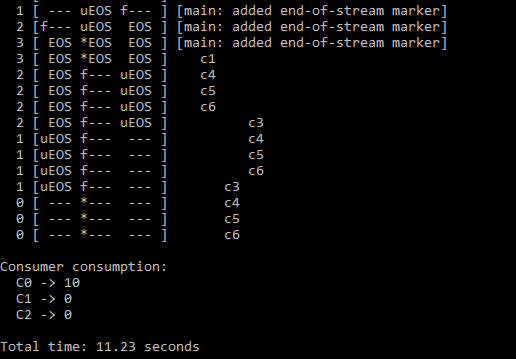 1 [ --- uEOS f--- ] [main: added end-of-stream marker]
2 [f--- uEOS  EOS ] [main: added end-of-stream marker]
3 [ EOS *EOS  EOS ] [main: added end-of-stream marker]
3 [ EOS *EOS  EOS ]    c1
2 [ EOS f--- uEOS ]    c4
2 [ EOS f--- uEOS ]    c5
2 [ EOS f--- uEOS ]    c6
2 [ EOS f--- uEOS ]          c3
1 [uEOS f---  --- ]          c4
1 [uEOS f---  --- ]          c5
1 [uEOS f---  --- ]          c6
1 [uEOS f---  --- ]       c3
0 [ --- *---  --- ]       c4
0 [ --- *---  --- ]       c5
0 [ --- *---  --- ]       c6
Consumer consumption:
C0 -> 10
C1 -> 0
C2 -> 0
Total time: 11.23 seconds